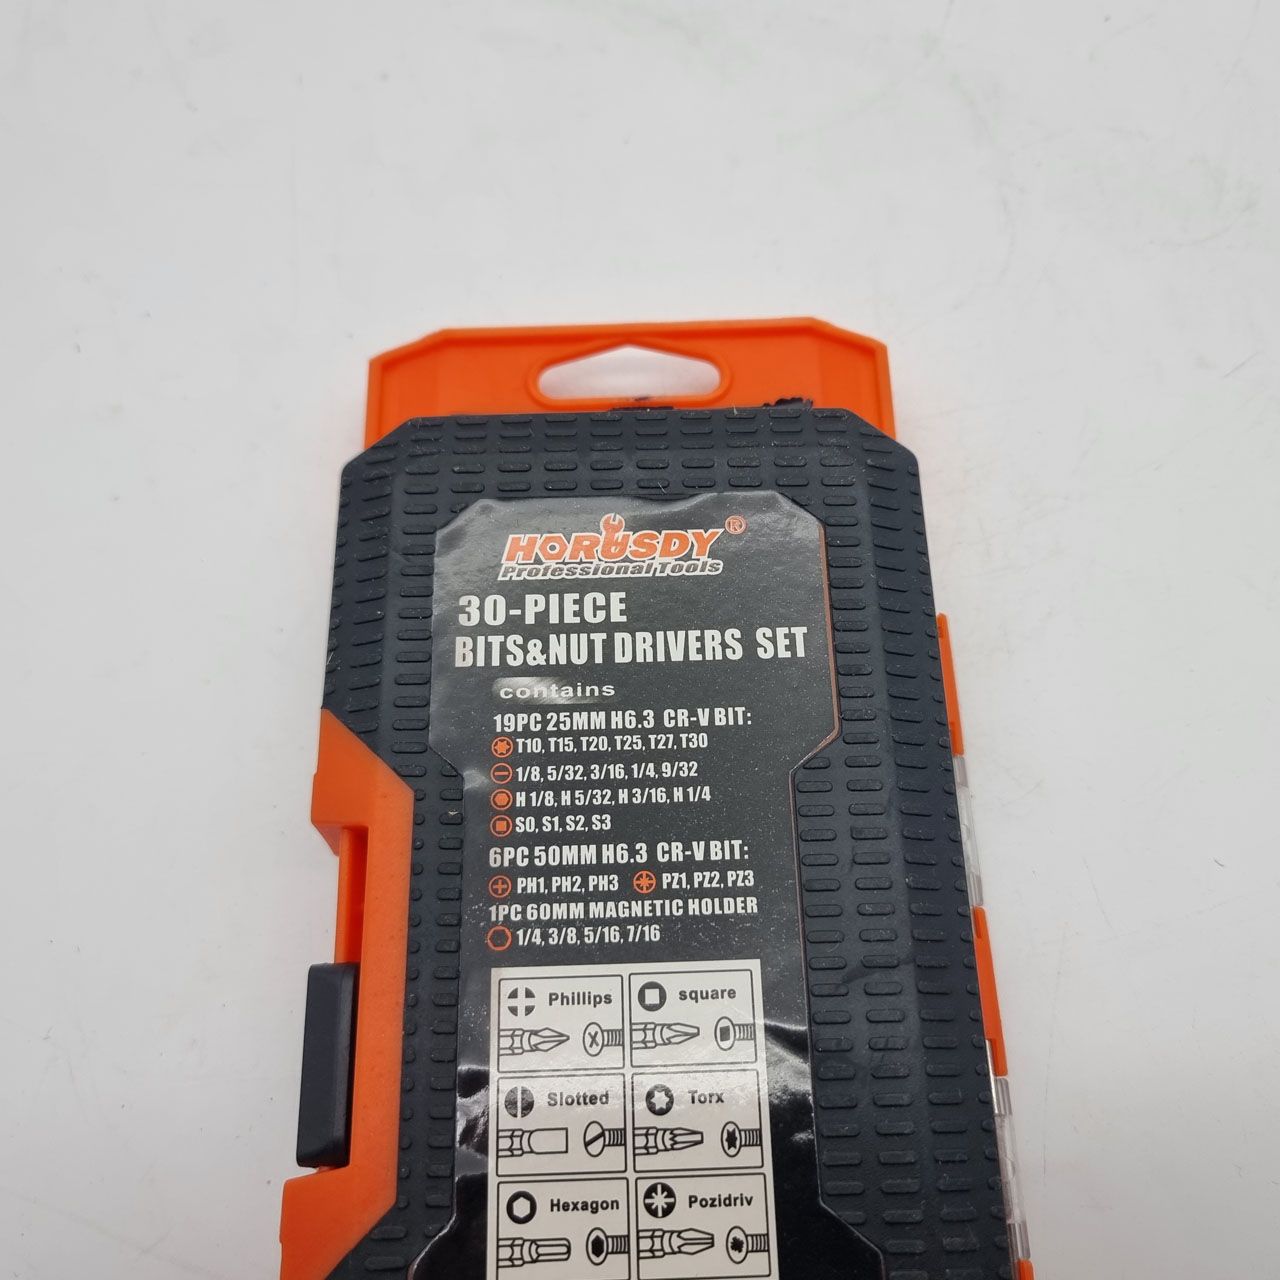 HORUSDY®
Professional Tools
30-PIECE
BITS&NUT DRIVERS SET
contains
19PC 25MM H6.3 CR-V BIT:
T10, T15, T20, T25, T27, T30
1/8, 5/32, 3/16, 1/4, 9/32
H 1/8, H 5/32, H 3/16, H 1/4
S0, S1, S2, S3
6PC 50MM H6.3 CR-V BIT:
PH1, PH2, PH3 PZ1, PZ2, PZ3
1PC 60MM MAGNETIC HOLDER
1/4, 3/8, 5/16, 7/16
Phillips square
Slotted Torx
Hexagon Pozidriv